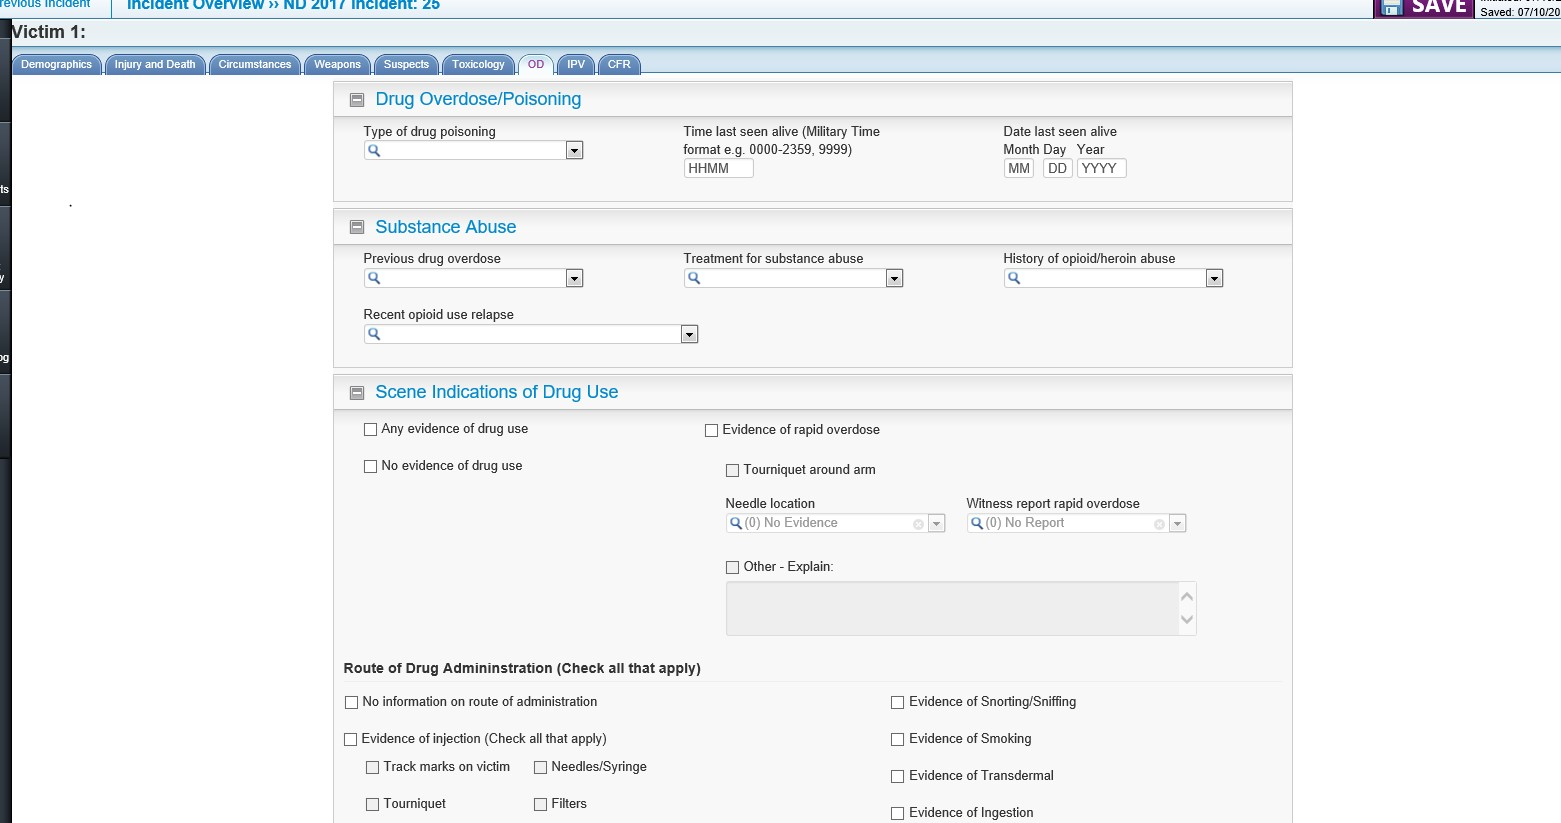 revious Incident
Incident Overview ›› ND 2017 Incident: 25
SAVE
Saved: 07/10/20
Victim 1:
Demographics
Injury and Death
Circumstances
Weapons
Suspects
Toxicology
OD
IPV
CFR
Drug Overdose/Poisoning
Type of drug poisoning
Time last seen alive (Military Time
format e.g. 0000-2359, 9999)
HHMM
Date last seen alive
Month Day Year
MM DD YYYY
ts
Substance Abuse
Previous drug overdose
Treatment for substance abuse
History of opioid/heroin abuse
y
Recent opioid use relapse
og
Scene Indications of Drug Use
Any evidence of drug use
No evidence of drug use
Evidence of rapid overdose
Tourniquet around arm
Needle location
(0) No Evidence
Witness report rapid overdose
(0) No Report
Other - Explain:
Route of Drug Admininstration (Check all that apply)
No information on route of administration
Evidence of injection (Check all that apply)
Track marks on victim
Needles/Syringe
Tourniquet
Filters
Evidence of Snorting/Sniffing
Evidence of Smoking
Evidence of Transdermal
Evidence of Ingestion